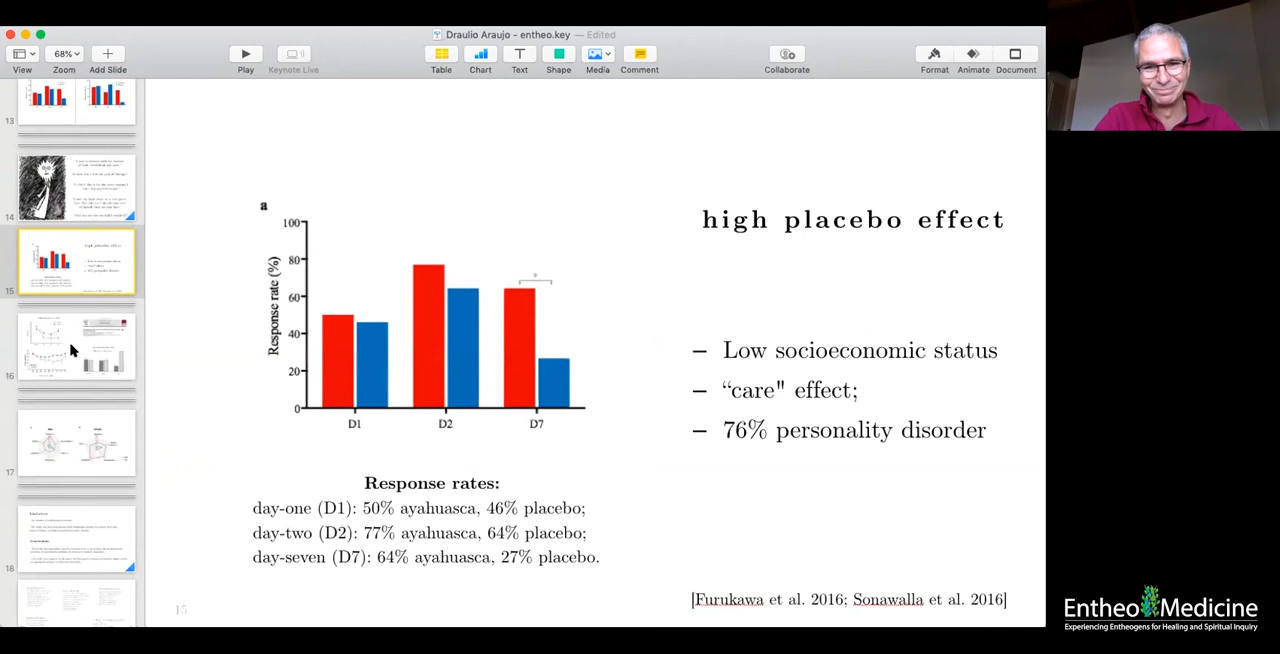 Draulio Araujo - entheo.key — Edited
68%
View
Zoom
Add Slide
Play
Keynote Live
Table
Chart
Text
Shape
Media
Comment
Collaborate
Format
Animate
Document
13
14
15
16
17
18
high placebo effect
a
Response rate (%)
100
80
60
40
20
0
*
D1
D2
D7
– Low socioeconomic status
– “care" effect;
– 76% personality disorder
Response rates:
day-one (D1): 50% ayahuasca, 46% placebo;
day-two (D2): 77% ayahuasca, 64% placebo;
day-seven (D7): 64% ayahuasca, 27% placebo.
[Furukawa et al. 2016; Sonawalla et al. 2016]
15
Entheo Medicine
Experiencing Entheogens for Healing and Spiritual Inquiry